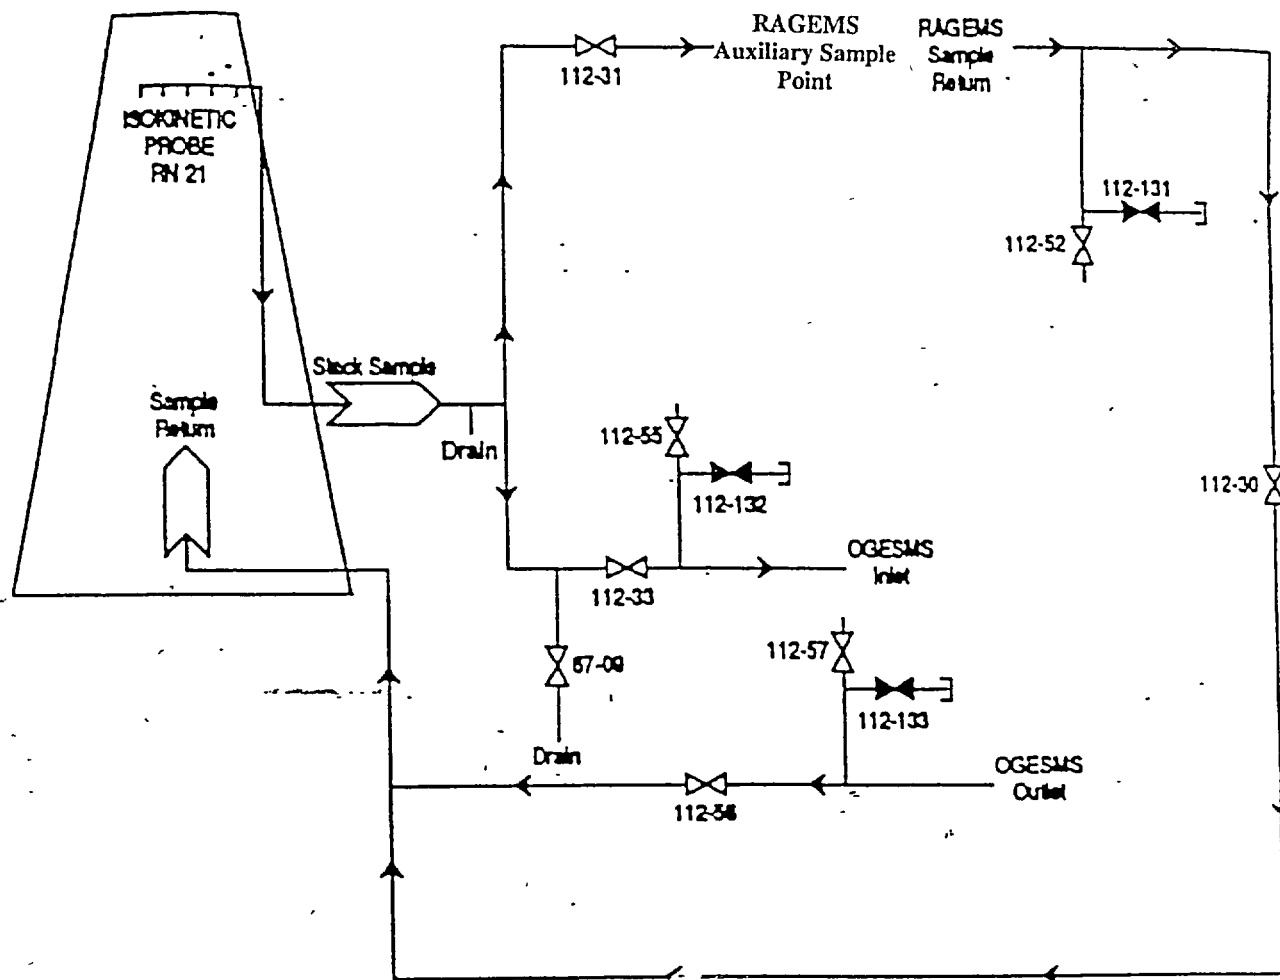 RAGEMS
Auxiliary Sample
Point
RAGEMS
Sample
Return
112-31
ISOKINETIC
PROBE
RN 21
112-131
112-52
Stack Sample
Sample
Return
Drain
112-55
112-132
112-30
OGESMS
Inlet
112-33
112-57
67-09
112-133
Drain
OGESMS
Outlet
112-56